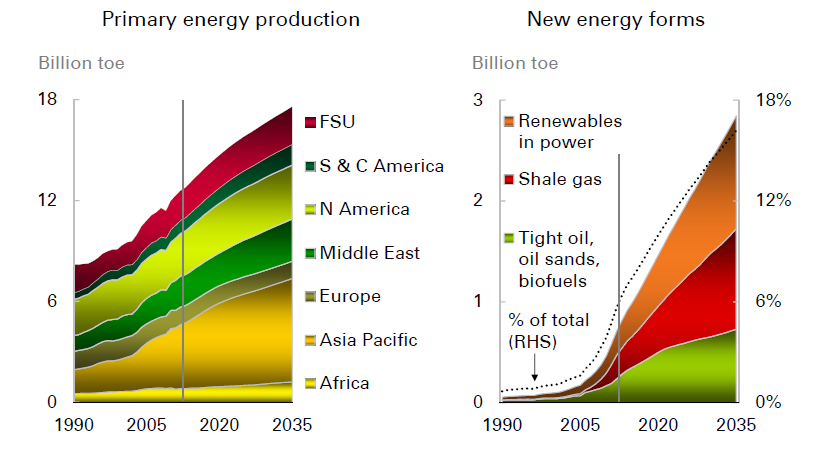 Primary energy production
Billion toe
18
12
6
0
1990
2005
2020
2035
FSU
S & C America
N America
Middle East
Europe
Asia Pacific
Africa
New energy forms
Billion toe
3
2
1
0
18%
12%
6%
0%
Renewables
in power
Shale gas
Tight oil,
oil sands,
biofuels
% of total
(RHS)
1990
2005
2020
2035